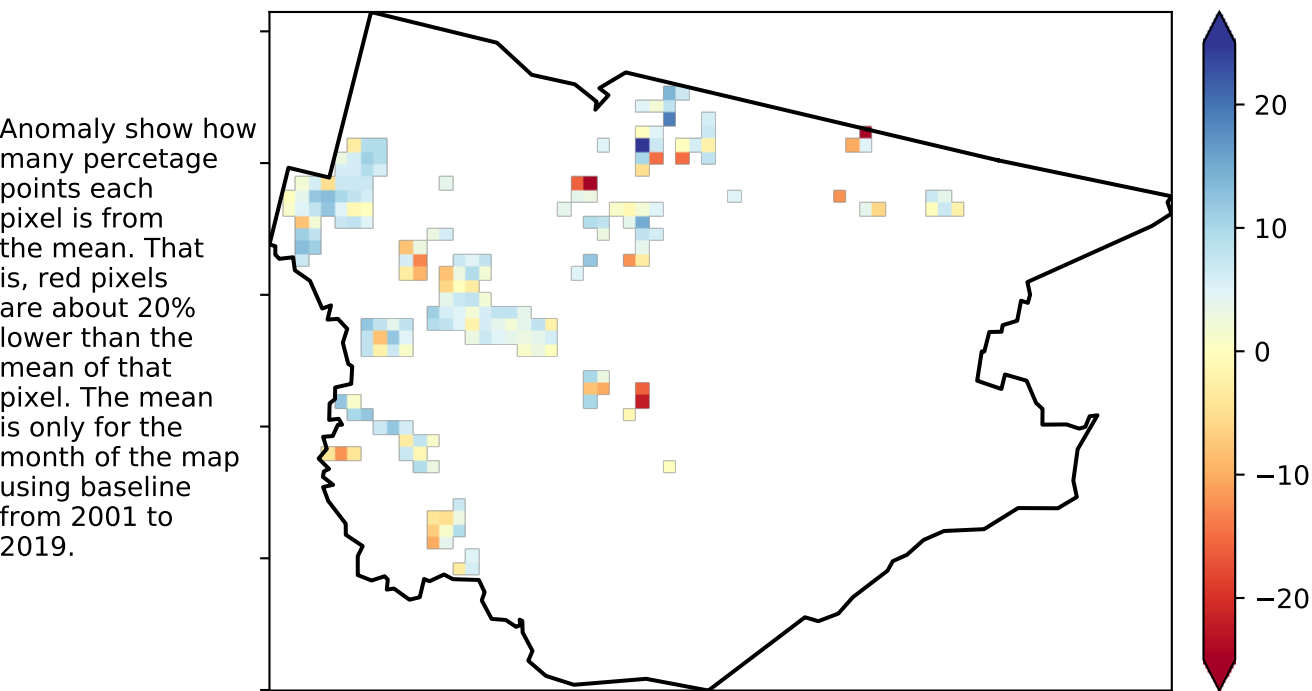 Anomaly show how
many percetage
points each
pixel is from
the mean. That
is, red pixels
are about 20%
lower than the
mean of that
pixel. The mean
is only for the
month of the map
using baseline
from 2001 to
2019.
20
10
0
−10
−20